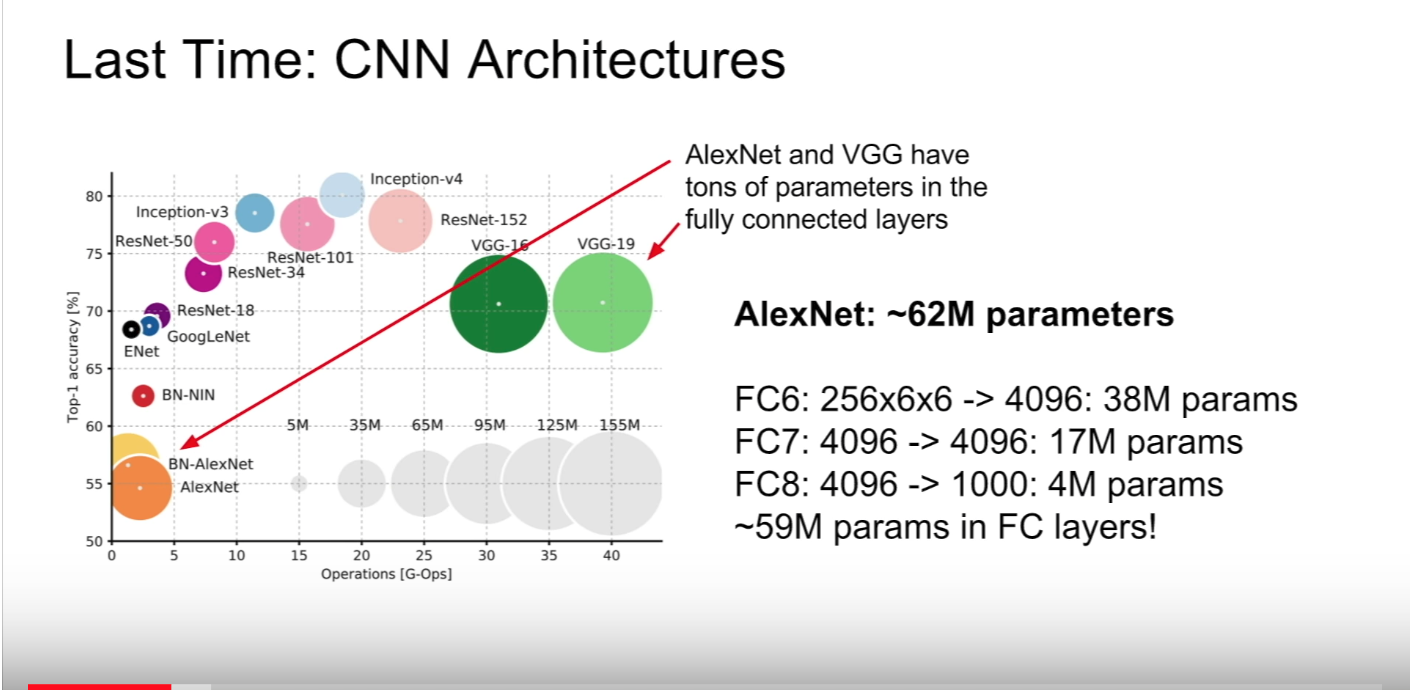 Last Time: CNN Architectures
AlexNet and VGG have
tons of parameters in the
fully connected layers
AlexNet: ~62M parameters
FC6: 256x6x6 -> 4096: 38M params
FC7: 4096 -> 4096: 17M params
FC8: 4096 -> 1000: 4M params
~59M params in FC layers!
Top-1 accuracy [%]
80
75
70
65
60
55
50
Inception-v4
Inception-v3
ResNet-152
ResNet-50
VGG-16
VGG-19
ResNet-101
ResNet-34
ResNet-18
GoogLeNet
ENet
BN-NIN
5M 35M 65M 95M 125M 155M
BN-AlexNet
AlexNet
0 5 10 15 20 25 30 35 40
Operations [G-Ops]